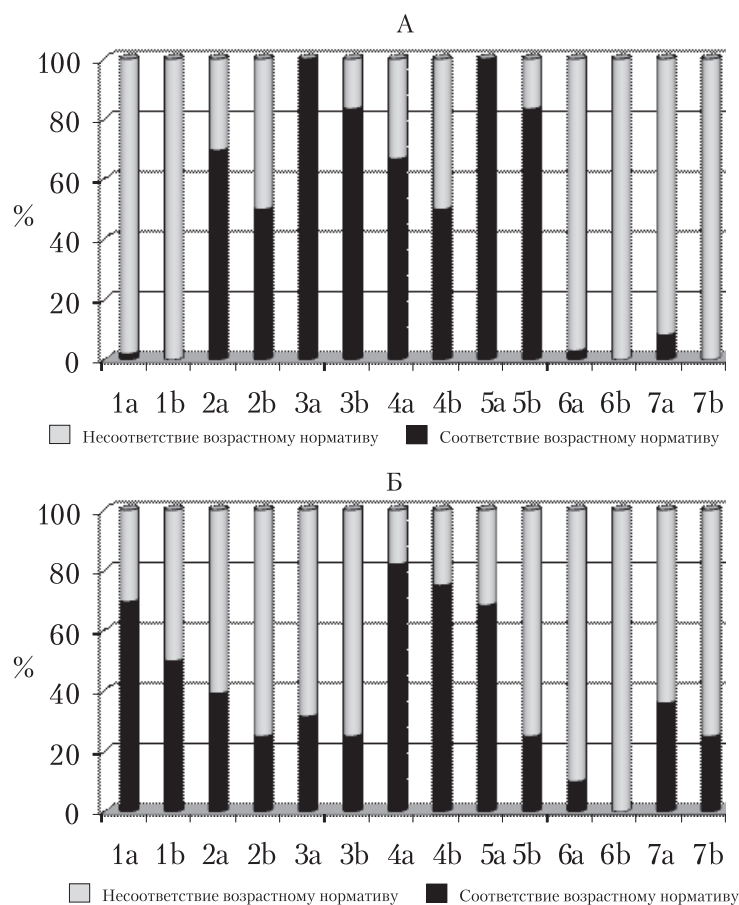 А
100
80
60
%
40
20
0
1a 1b 2a 2b 3a 3b 4a 4b 5a 5b 6a 6b 7a 7b
Несоответствие возрастному нормативу Соответствие возрастному нормативу
Б
100
80
60
%
40
20
0
1a 1b 2a 2b 3a 3b 4a 4b 5a 5b 6a 6b 7a 7b
Несоответствие возрастному нормативу Соответствие возрастному нормативу